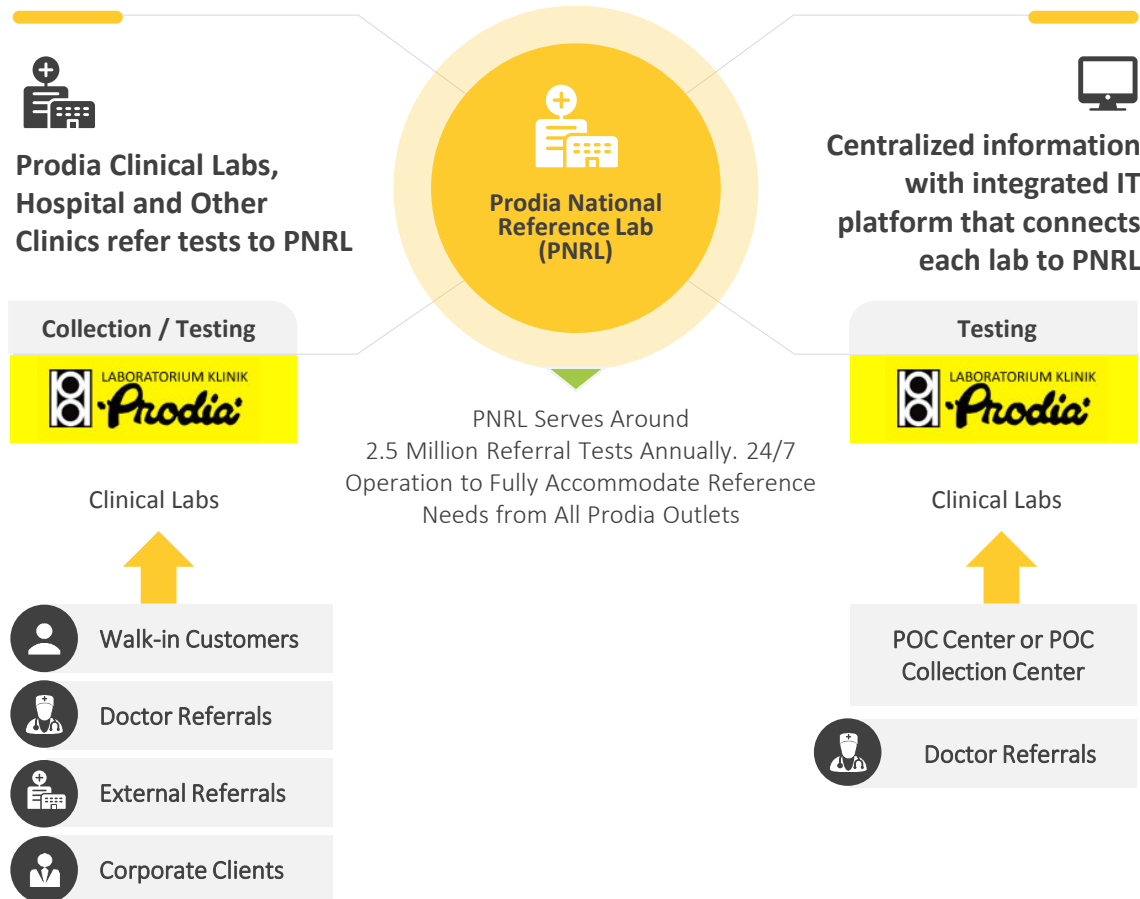 Prodia Clinical Labs,
Hospital and Other
Clinics refer tests to PNRL
Collection / Testing
LABORATORIUM KLINIK
Prodia
Clinical Labs
Walk-in Customers
Doctor Referrals
External Referrals
Corporate Clients
Prodia National
Reference Lab
(PNRL)
PNRL Serves Around
2.5 Million Referral Tests Annually. 24/7
Operation to Fully Accommodate Reference
Needs from All Prodia Outlets
Centralized information
with integrated IT
platform that connects
each lab to PNRL
Testing
LABORATORIUM KLINIK
Prodia
Clinical Labs
POC Center or POC
Collection Center
Doctor Referrals